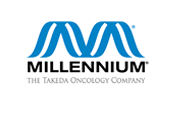 MILLENNIUM®
THE TAKEDA ONCOLOGY COMPANY